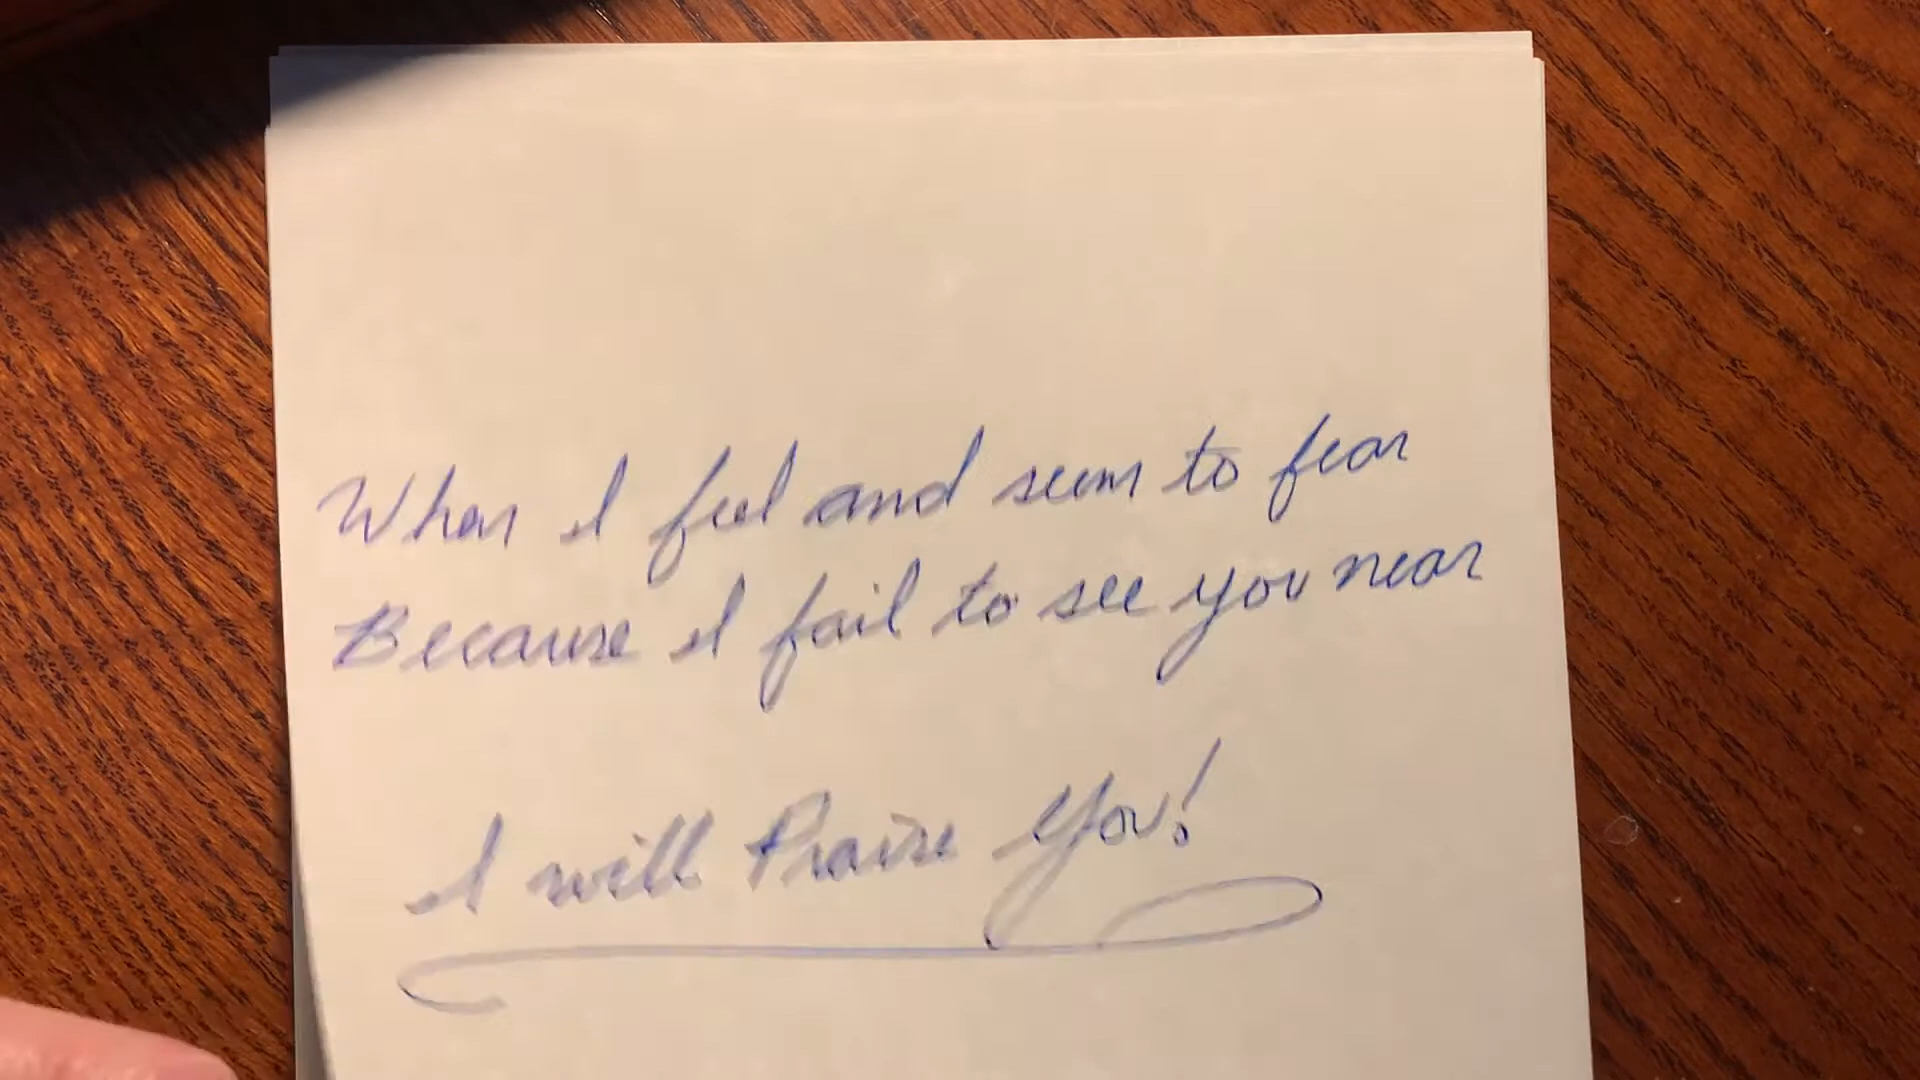 When I feel and seem to fear
Because I fail to see you near
I will Praise You!